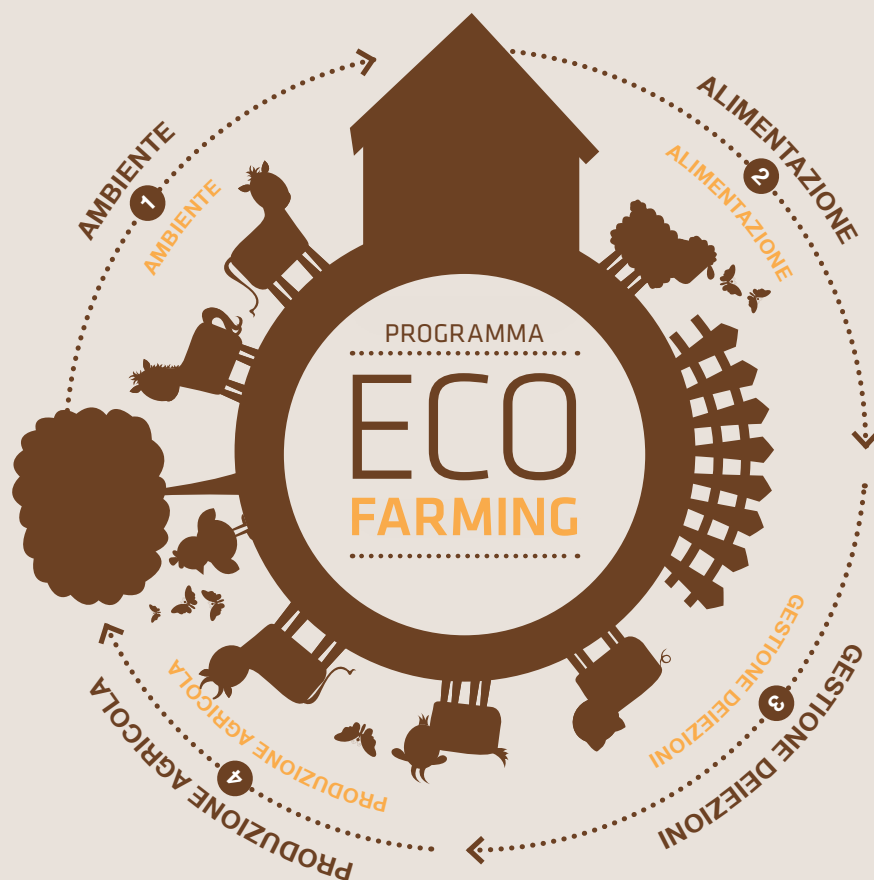 PROGRAMMA
ECO
FARMING
1
AMBIENTE
AMBIENTE
2
ALIMENTAZIONE
ALIMENTAZIONE
3
GESTIONE DEIEZIONI
GESTIONE DEIEZIONI
4
PRODUZIONE AGRICOLA
PRODUZIONE AGRICOLA